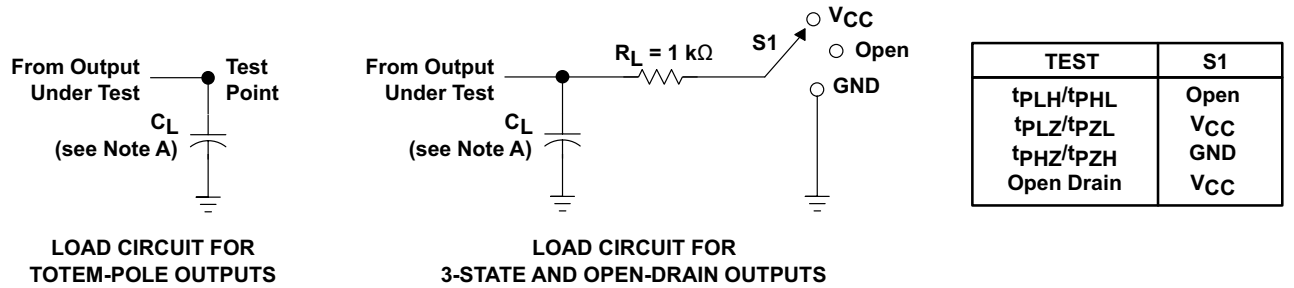 From Output
Under Test
Test
Point
CL
(see Note A)
LOAD CIRCUIT FOR
TOTEM-POLE OUTPUTS
From Output
Under Test
RL = 1 kΩ
S1
VCC
Open
GND
CL
(see Note A)
LOAD CIRCUIT FOR
3-STATE AND OPEN-DRAIN OUTPUTS
TEST S1
tPLH/tPHL Open
tPLZ/tPZL VCC
tPHZ/tPZH GND
Open Drain VCC